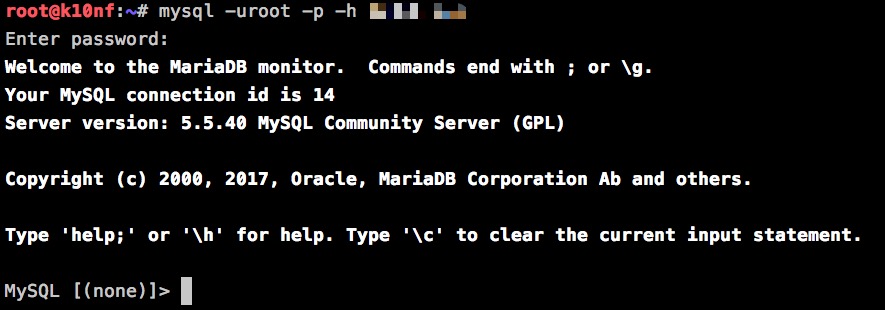 root@k10nf:~# mysql -uroot -p -h
Enter password:
Welcome to the MariaDB monitor.  Commands end with ; or \g.
Your MySQL connection id is 14
Server version: 5.5.40 MySQL Community Server (GPL)
Copyright (c) 2000, 2017, Oracle, MariaDB Corporation Ab and others.
Type 'help;' or '\h' for help. Type '\c' to clear the current input statement.
MySQL [(none)]>